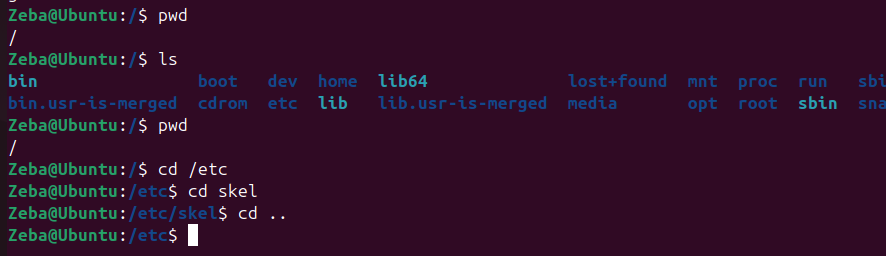 Zeba@Ubuntu:/$ pwd
/
Zeba@Ubuntu:/$ ls
bin boot dev home lib64 lost+found mnt proc run
bin.usr-is-merged cdrom etc lib lib.usr-is-merged media opt root sbin
Zeba@Ubuntu:/$ pwd
/
Zeba@Ubuntu:/$ cd /etc
Zeba@Ubuntu:/etc$ cd skel
Zeba@Ubuntu:/etc/skel$ cd ..
Zeba@Ubuntu:/etc$